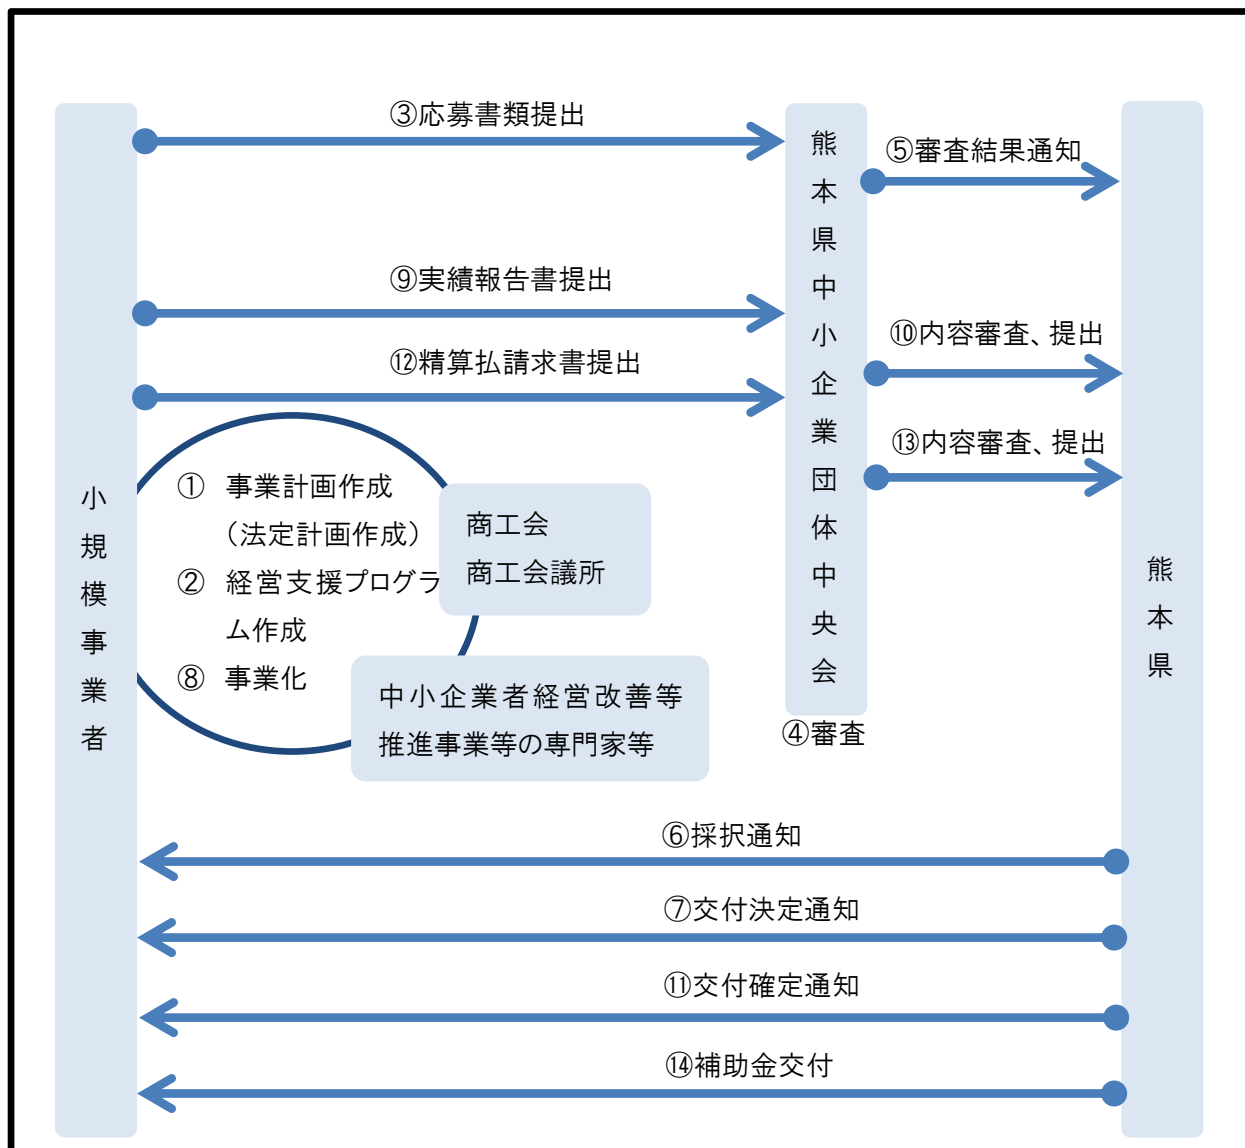 ③応募書類提出
⑤審査結果通知
⑨実績報告書提出
⑩内容審査、提出
⑫精算払請求書提出
⑬内容審査、提出
小規模事業者
① 事業計画作成
（法定計画作成）
② 経営支援プログラ
ム作成
⑧ 事業化
商工会
商工会議所
中小企業者経営改善等
推進事業等の専門家等
熊本県中小企業団体中央会
④審査
熊本県
⑥採択通知
⑦交付決定通知
⑪交付確定通知
⑭補助金交付